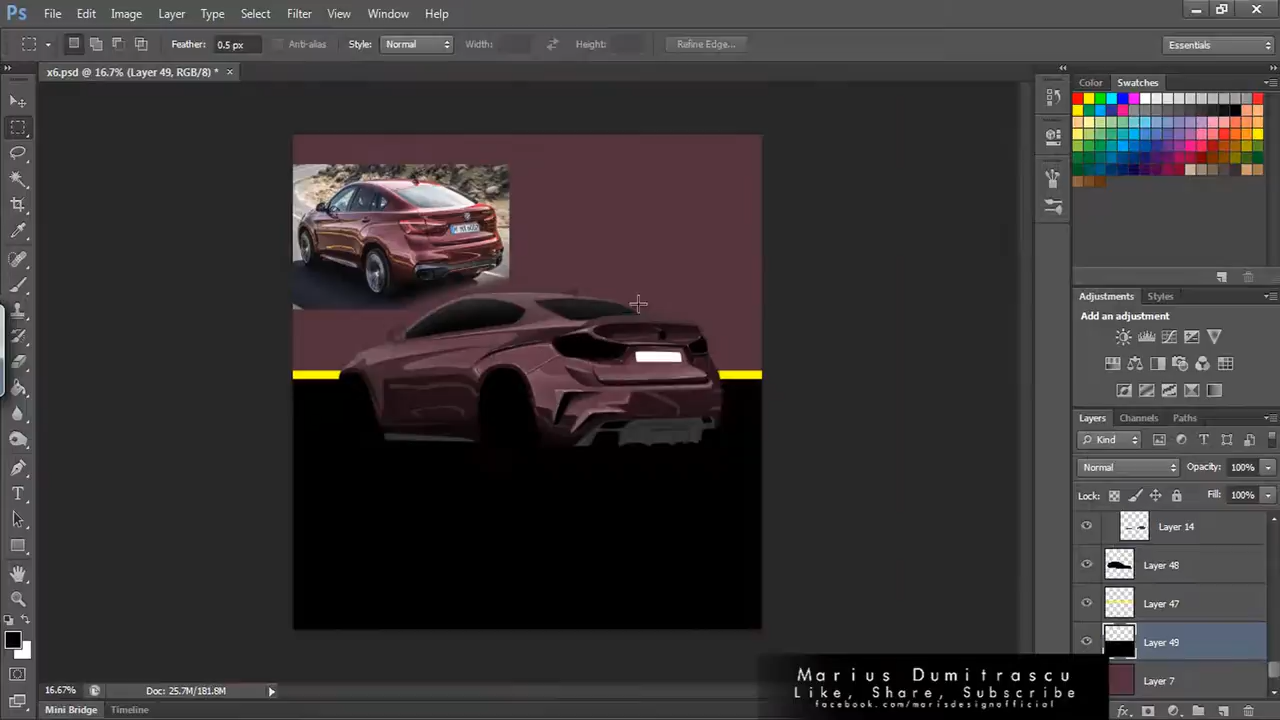 Ps File Edit Image Layer Type Select Filter View Window Help
Feather: 0.5 px Anti-alias Style: Normal Width: Height: Refine Edge... Essentials
x6.psd @ 16.7% (Layer 49, RGB/8) *
Color Swatches
Adjustments Styles
Add an adjustment
Layers Channels Paths
Kind
Normal Opacity: 100%
Lock: Fill: 100%
Layer 14
Layer 48
Layer 47
Layer 49
Layer 7
16.67% Doc: 25.7M/181.8M
Mini Bridge Timeline
Marius Dumitrascu
Like, Share, Subscribe
facebook.com/marisdesignofficial